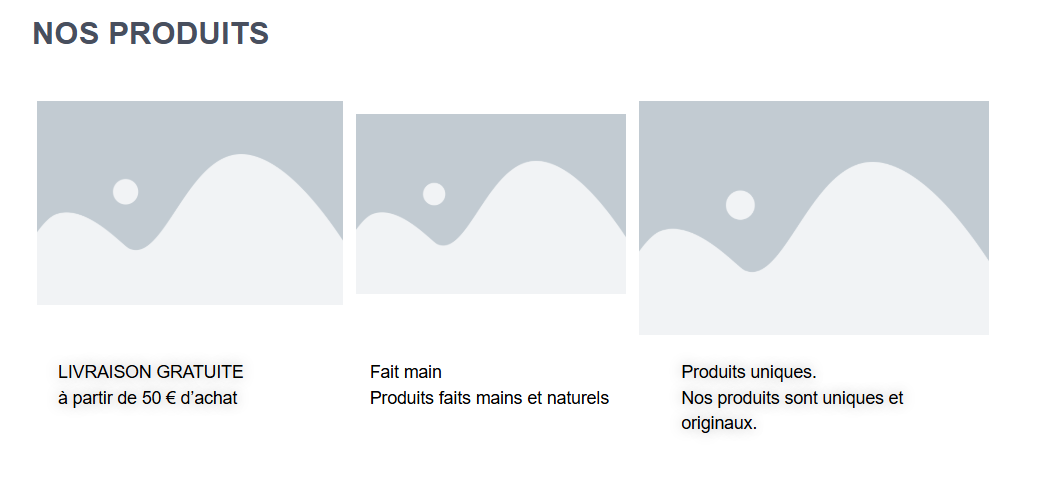 NOS PRODUITS
LIVRAISON GRATUITE
à partir de 50 € d’achat
Fait main
Produits faits mains et naturels
Produits uniques.
Nos produits sont uniques et
originaux.